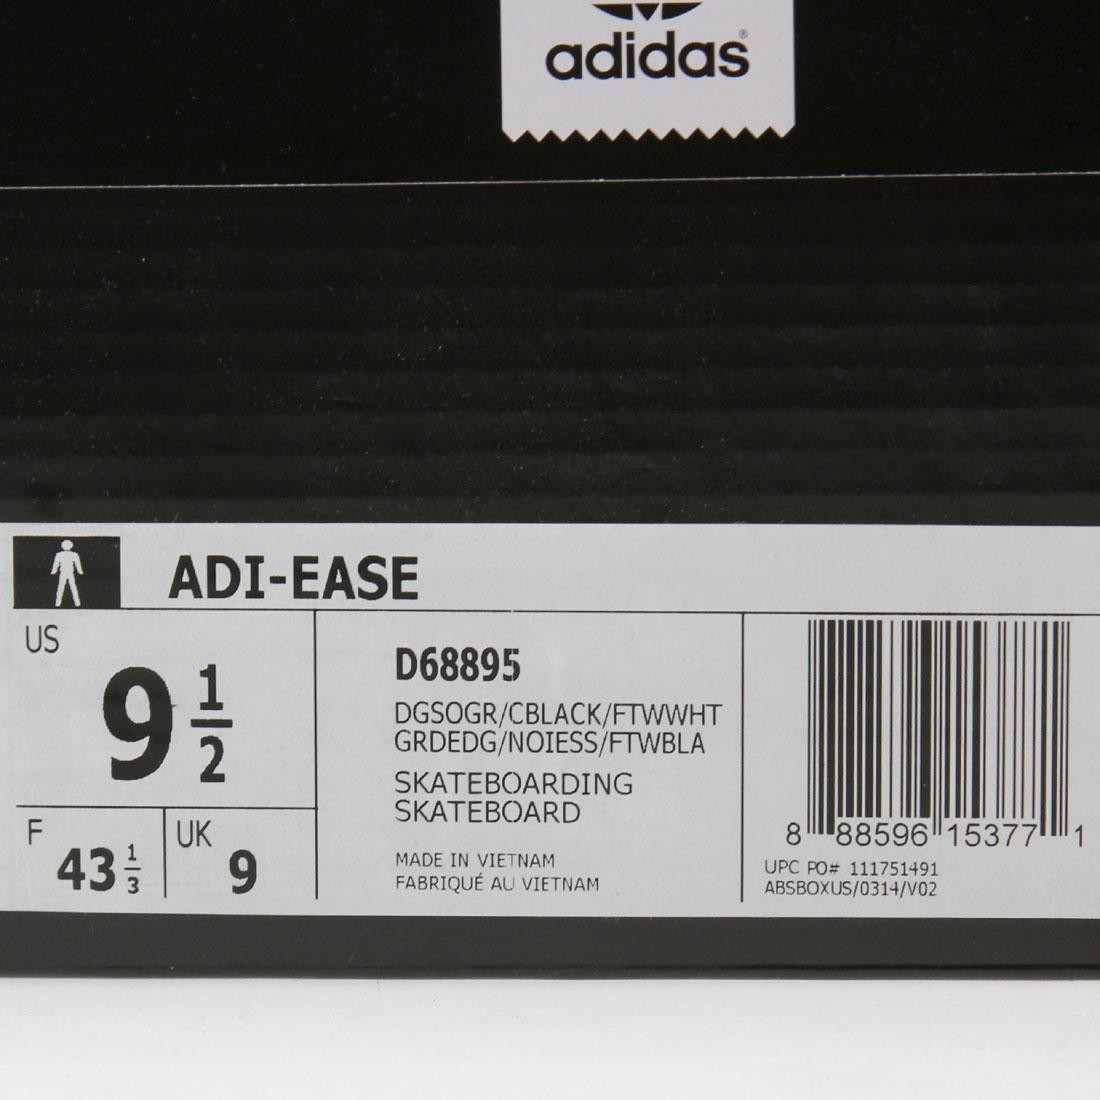 adidas®
ADI-EASE
US
9 1/2
F
43 1/3
UK
9
D68895
DGSOGR/CBLACK/FTWWHT
GRDEDG/NOIESS/FTWBLA
SKATEBOARDING
SKATEBOARD
MADE IN VIETNAM
FABRIQUÉ AU VIETNAM
8 88596 15377 1
UPC PO# 111751491
ABSBOXUS/0314/V02